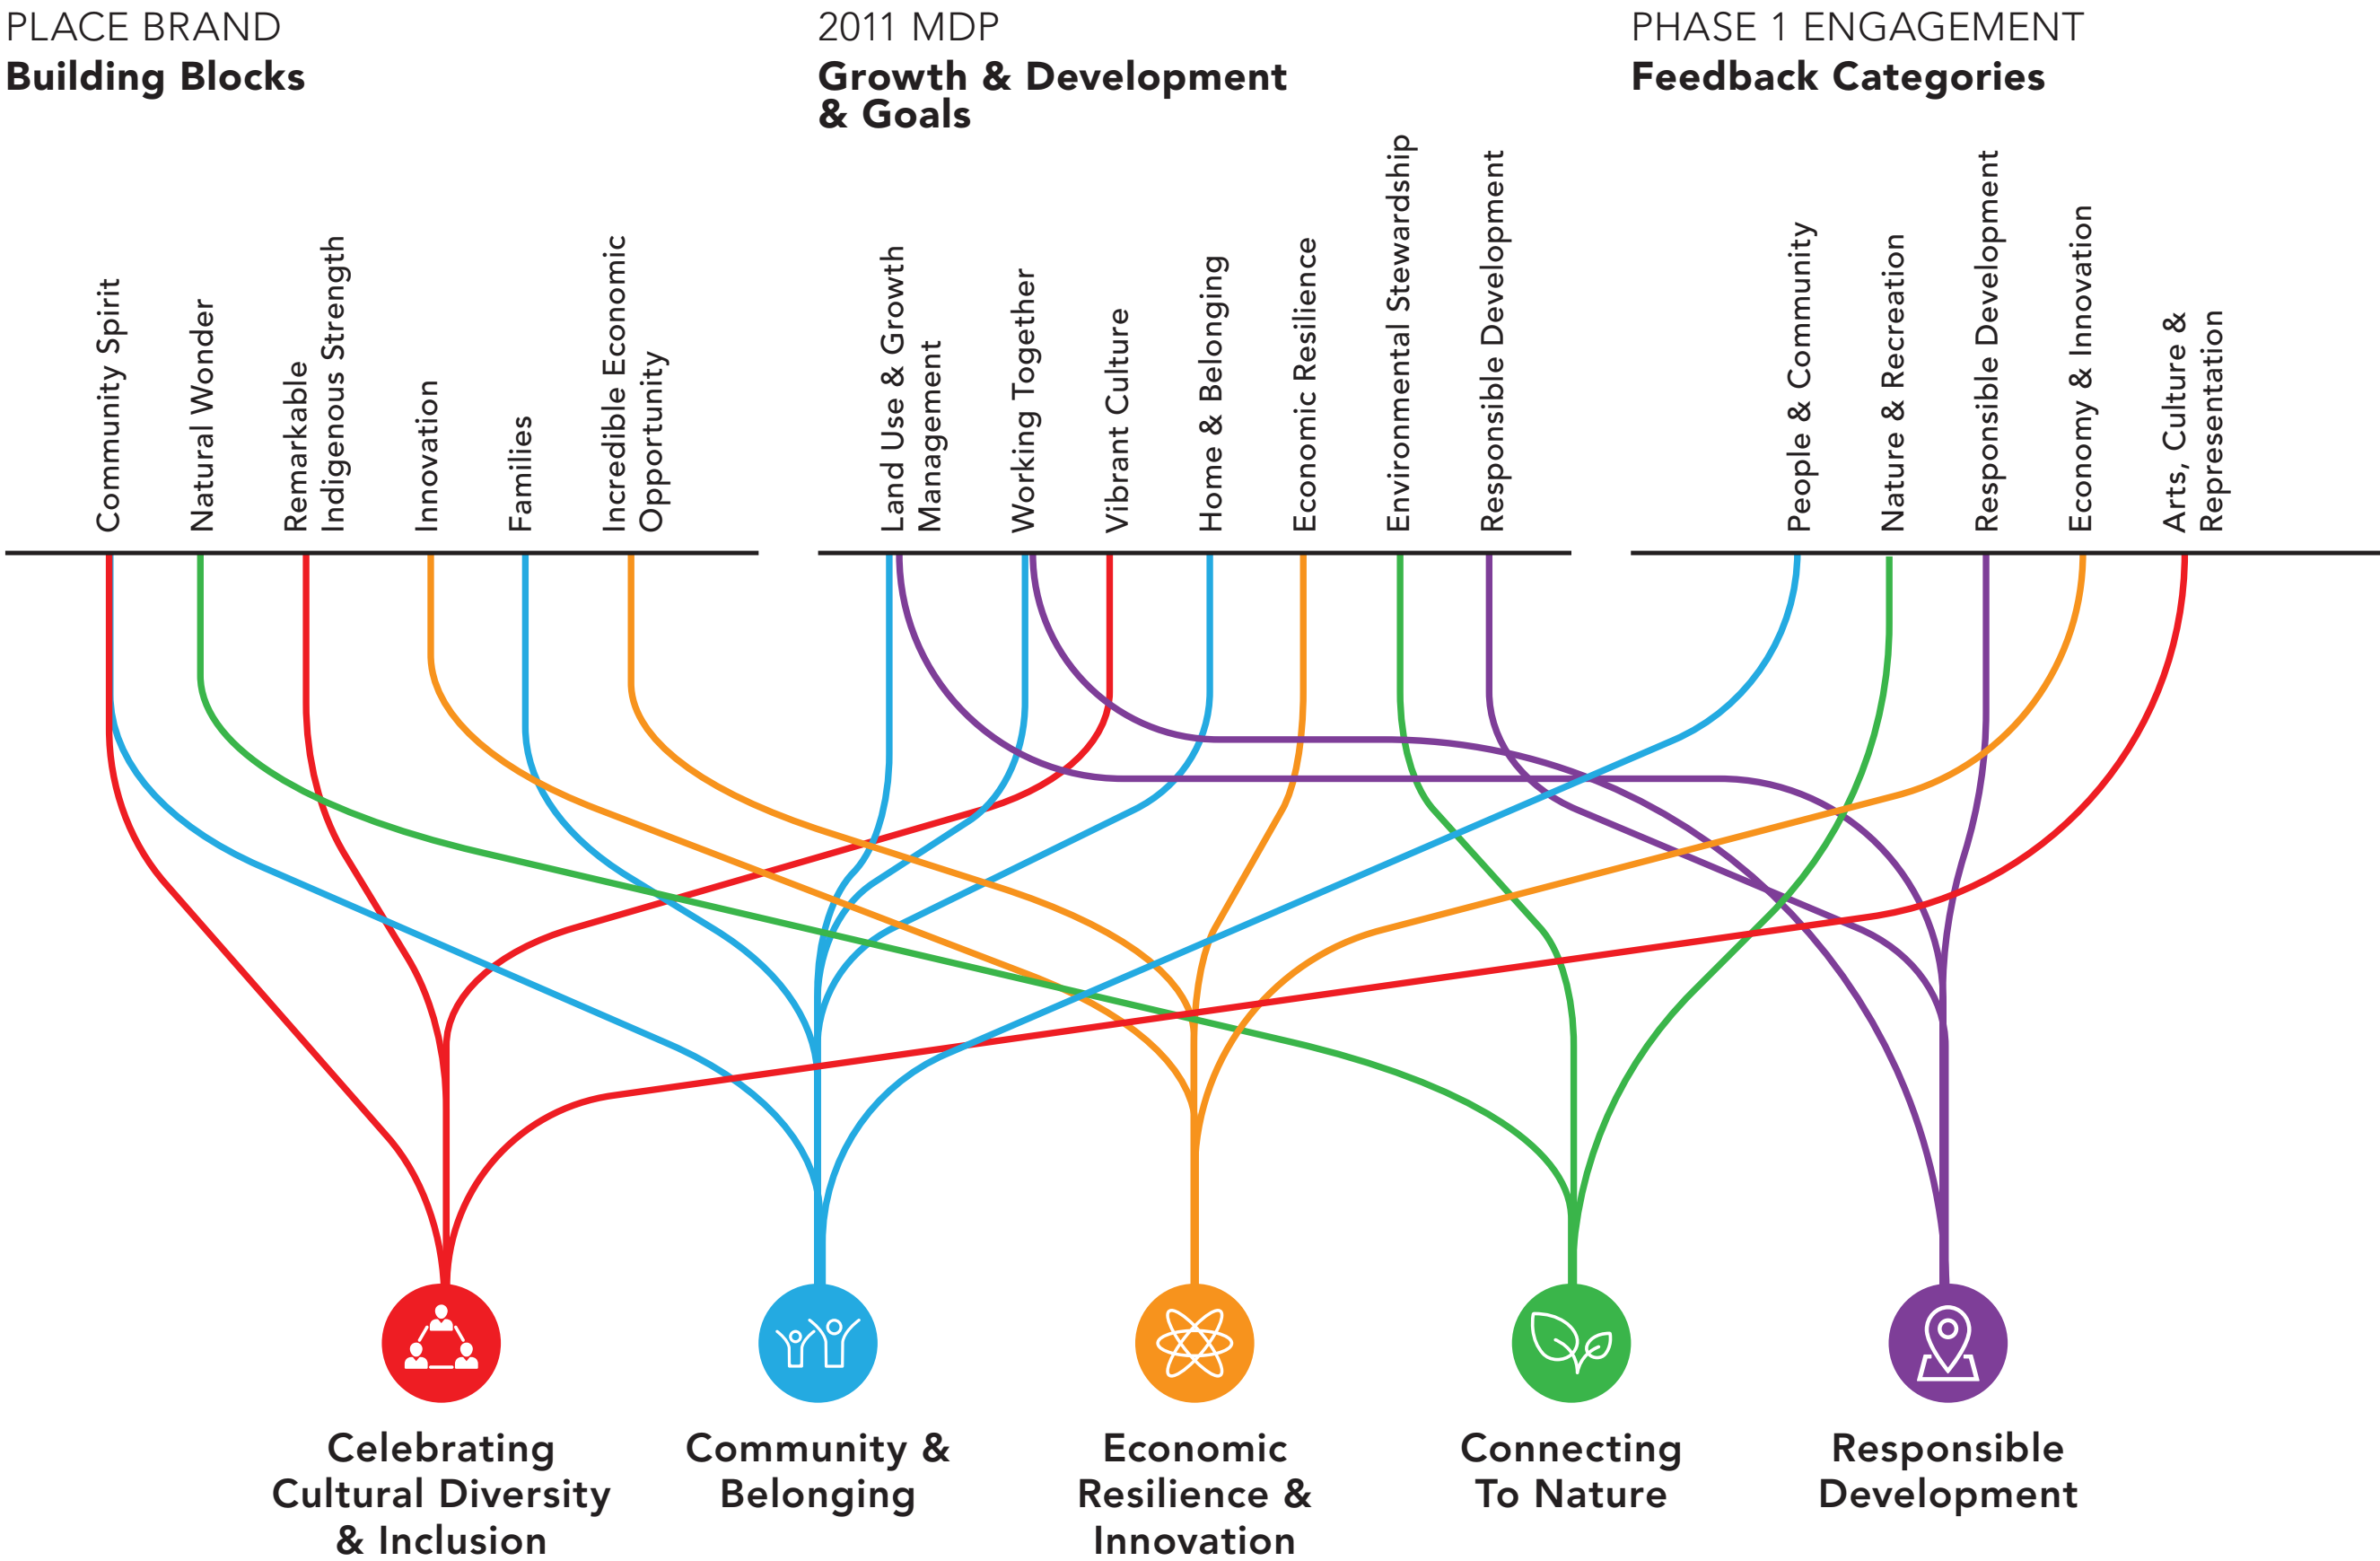 PLACE BRAND
Building Blocks
2011 MDP
Growth & Development
& Goals
PHASE 1 ENGAGEMENT
Feedback Categories
Community Spirit
Natural Wonder
Remarkable
Indigenous Strength
Innovation
Families
Incredible Economic
Opportunity
Land Use & Growth
Management
Working Together
Vibrant Culture
Home & Belonging
Economic Resilience
Environmental Stewardship
Responsible Development
People & Community
Nature & Recreation
Responsible Development
Economy & Innovation
Arts, Culture &
Representation
Celebrating
Cultural Diversity
& Inclusion
Community &
Belonging
Economic
Resilience &
Innovation
Connecting
To Nature
Responsible
Development